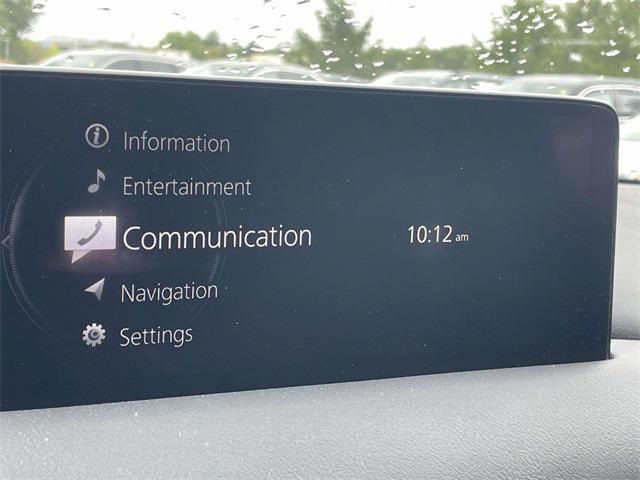 Information
Entertainment
Communication
10:12 am
Navigation
Settings